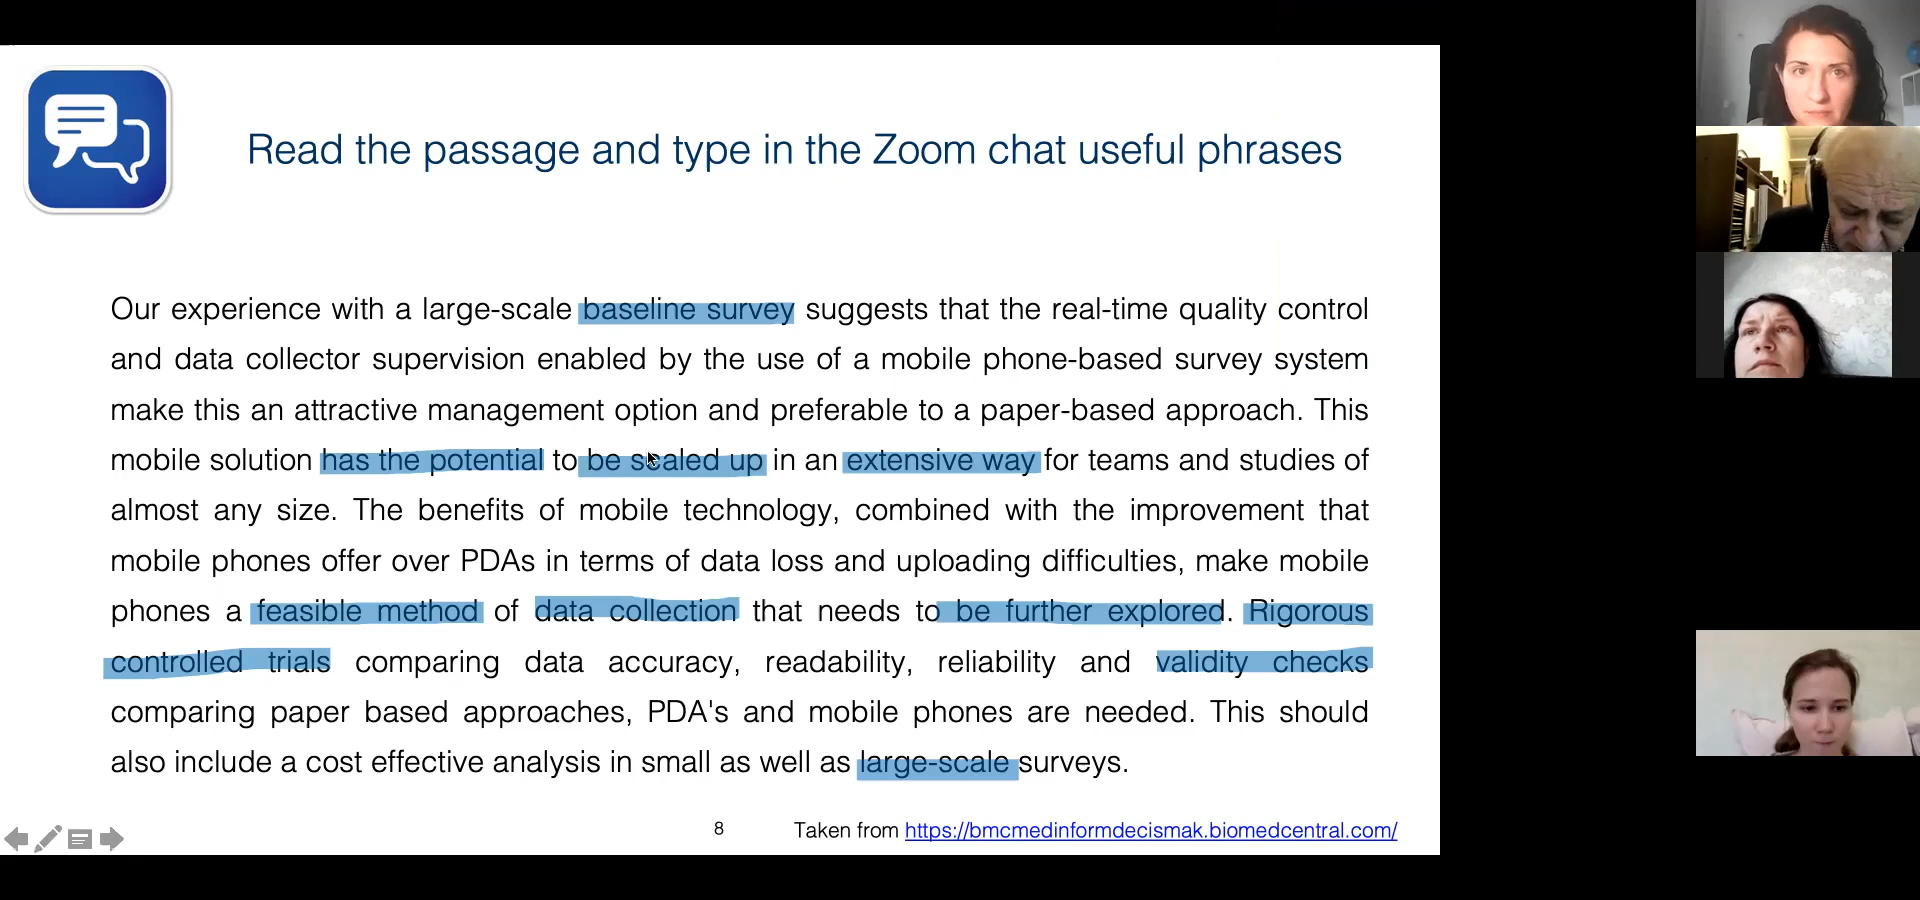 Read the passage and type in the Zoom chat useful phrases
Our experience with a large-scale baseline survey suggests that the real-time quality control
and data collector supervision enabled by the use of a mobile phone-based survey system
make this an attractive management option and preferable to a paper-based approach. This
mobile solution has the potential to be scaled up in an extensive way for teams and studies of
almost any size. The benefits of mobile technology, combined with the improvement that
mobile phones offer over PDAs in terms of data loss and uploading difficulties, make mobile
phones a feasible method of data collection that needs to be further explored. Rigorous
controlled trials comparing data accuracy, readability, reliability and validity checks
comparing paper based approaches, PDA's and mobile phones are needed. This should
also include a cost effective analysis in small as well as large-scale surveys.
8
Taken from https://bmcmedinformdecismak.biomedcentral.com/